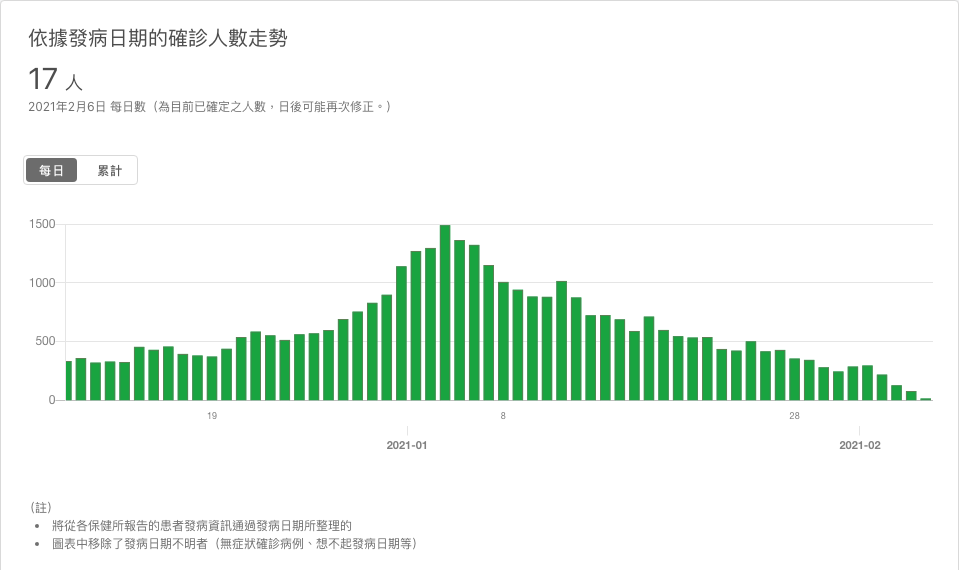 依據發病日期的確診人數走勢
17 人
2021年2月6日 每日數（為目前已確定之人數，日後可能再次修正。）
每日 累計
1500
1000
500
0
19 8 28
2021-01 2021-02
（註）
• 將從各保健所報告的患者發病資訊通過發病日期所整理的
• 圖表中移除了發病日期不明者（無症狀確診病例、想不起發病日期等）